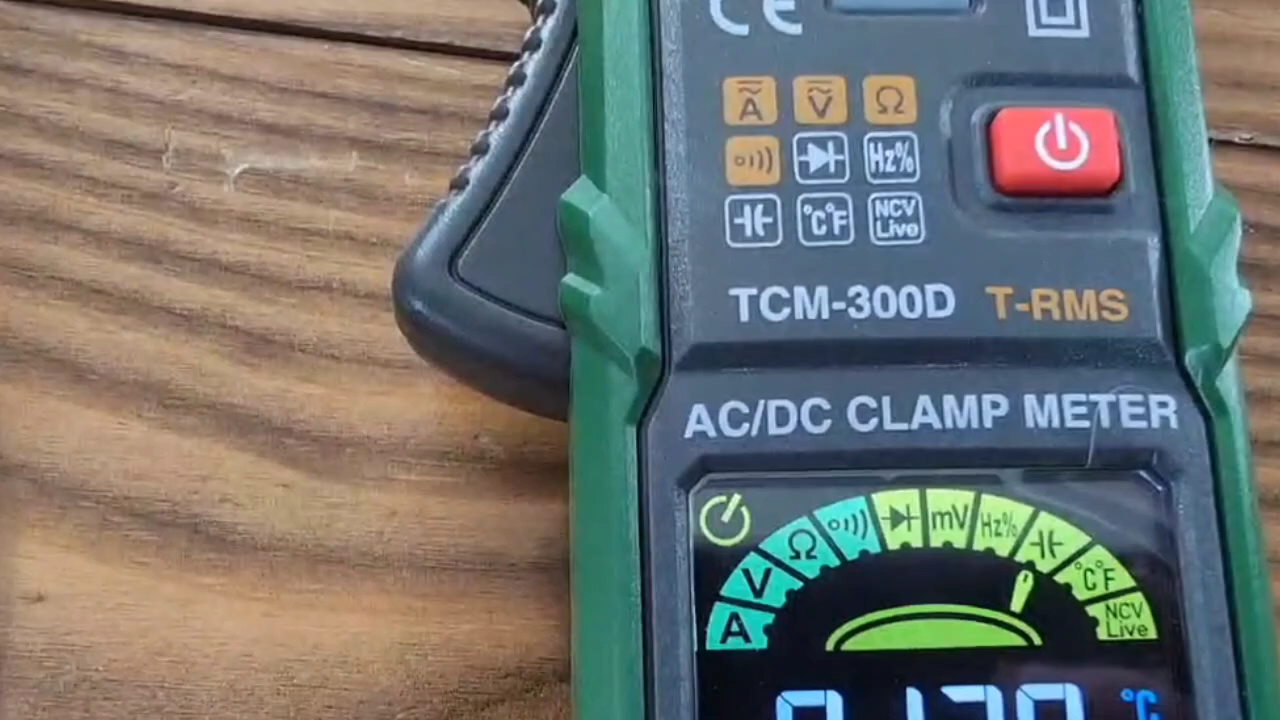 CE
A V Ω
Hz%
°C°F NCV
Live
TCM-300D T-RMS
AC/DC CLAMP METER
A V Ω mV Hz% °C°F NCV
Live
°C